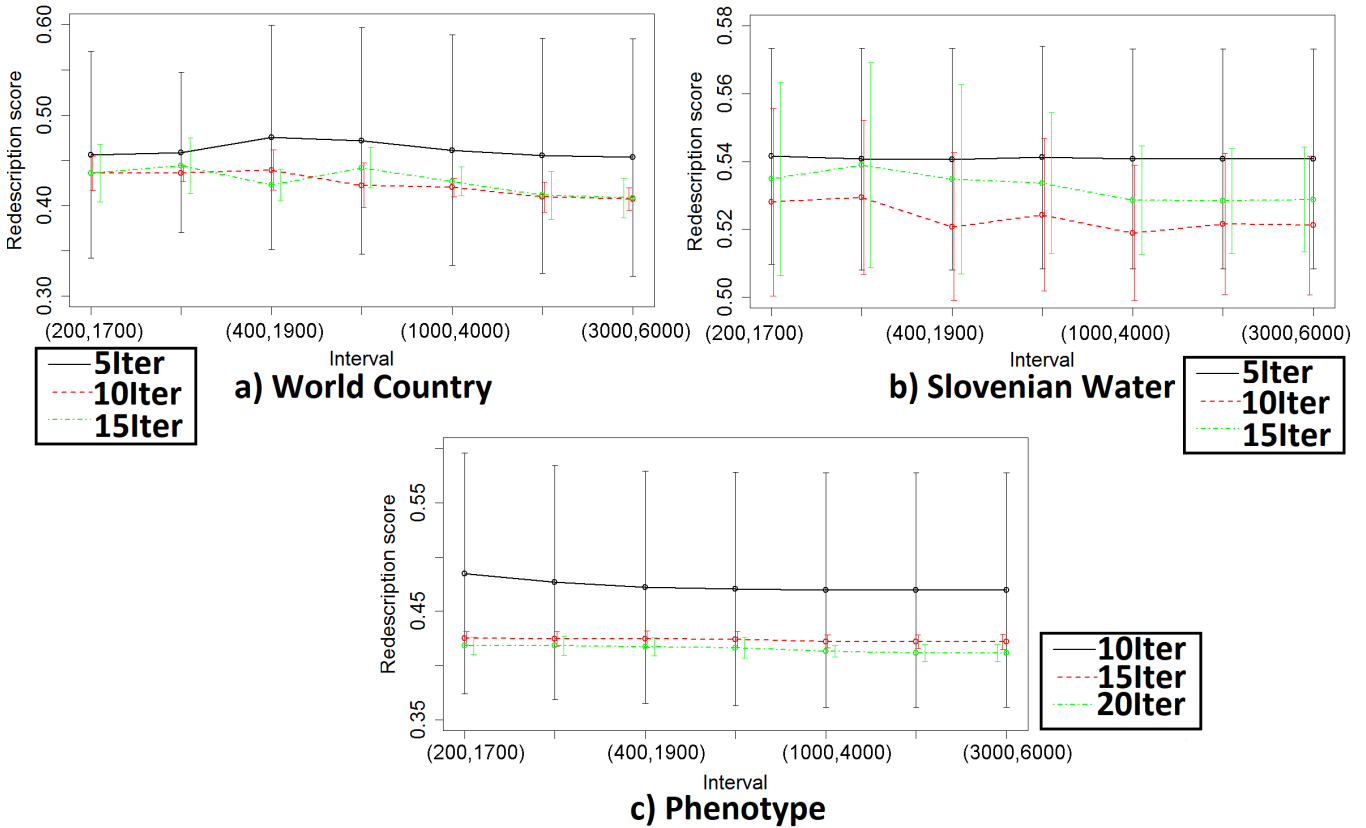 Redescription score
0.60
0.50
0.40
0.30
(200,1700)
(400,1900)
(1000,4000)
(3000,6000)
Interval
5Iter
10Iter
15Iter
a) World Country
Redescription score
0.58
0.56
0.54
0.52
0.50
(200,1700)
(400,1900)
(1000,4000)
(3000,6000)
Interval
b) Slovenian Water
5Iter
10Iter
15Iter
Redescription score
0.55
0.45
0.35
(200,1700)
(400,1900)
(1000,4000)
(3000,6000)
Interval
10Iter
15Iter
20Iter
c) Phenotype